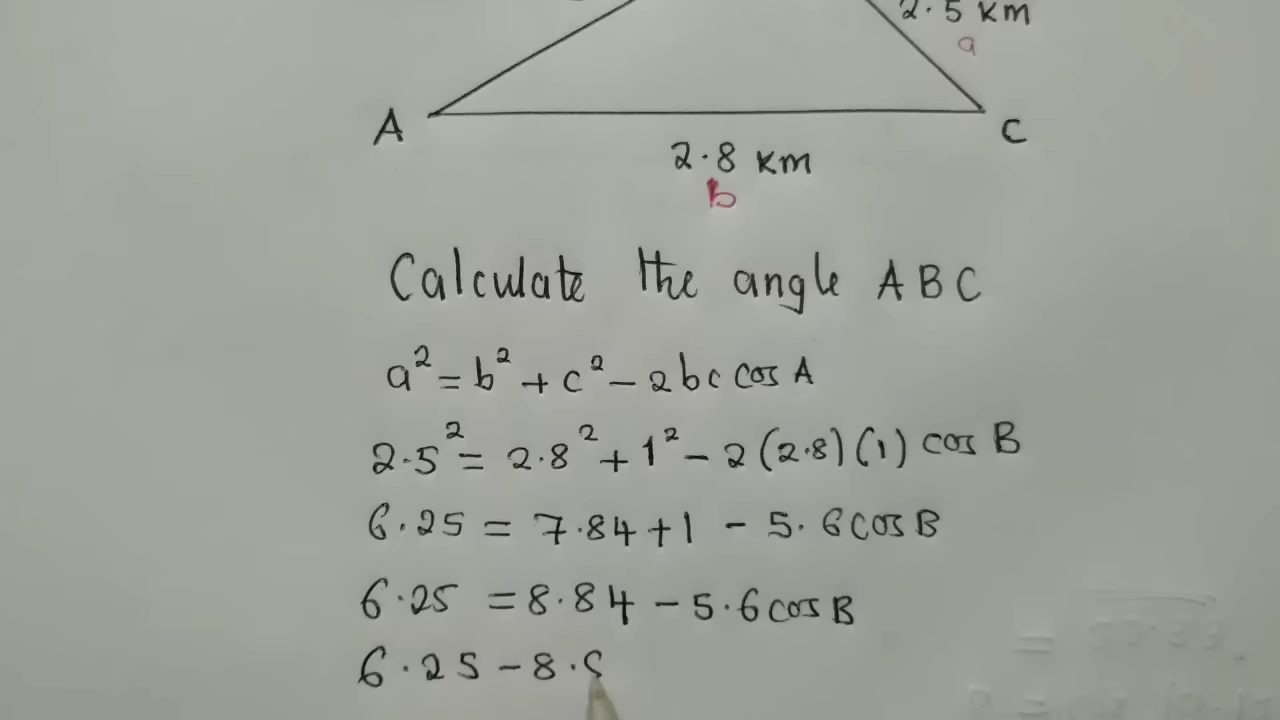 2.5 km
a
A
C
2.8 km
b
Calculate the angle ABC
a² = b² + c² - 2bc cos A
2.5² = 2.8² + 1² - 2(2.8)(1) cos B
6.25 = 7.84 + 1 - 5.6 cos B
6.25 = 8.84 - 5.6 cos B
6.25 - 8.